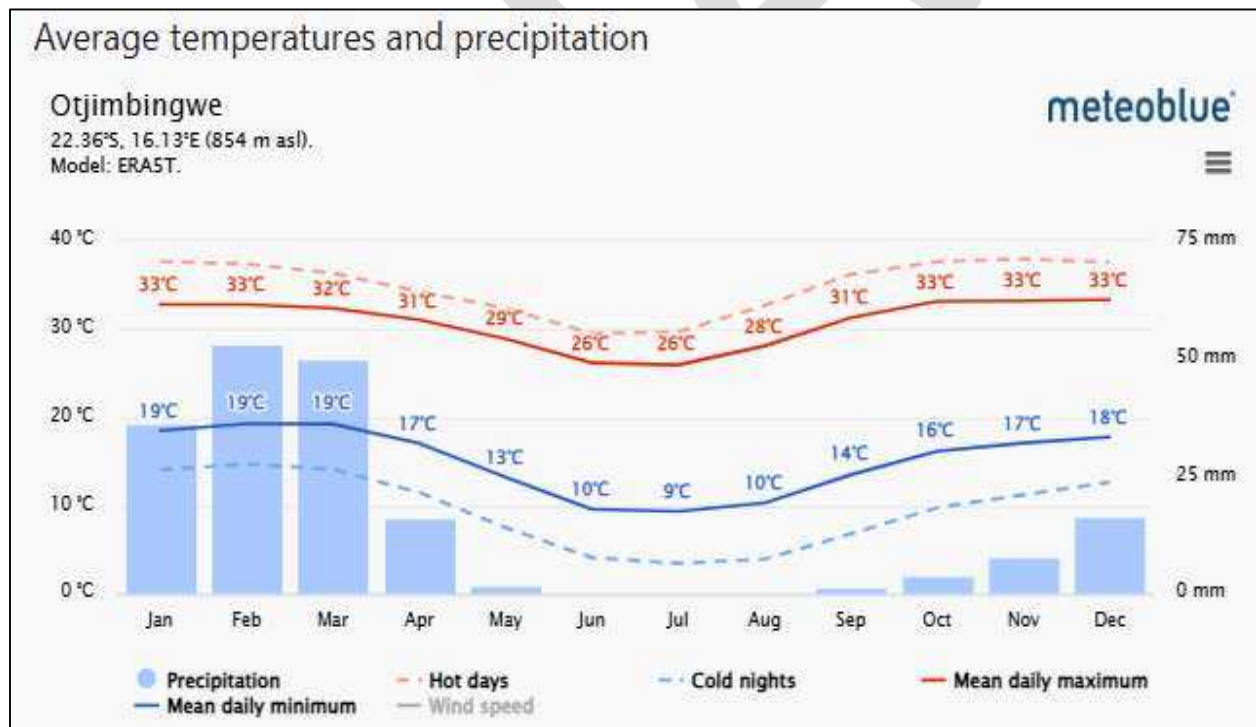 Average temperatures and precipitation
Otjimbingwe
meteoblue®
22.36°S, 16.13°E (854 m asl).
Model: ERA5T.
40 °C
75 mm
33°C 33°C 32°C 31°C 29°C 26°C 26°C 28°C 31°C 33°C 33°C 33°C
30 °C
50 mm
20 °C
19°C 19°C 19°C 17°C 13°C 10°C 9°C 10°C 14°C 16°C 17°C 18°C
25 mm
10 °C
0 °C
0 mm
Jan Feb Mar Apr May Jun Jul Aug Sep Oct Nov Dec
Precipitation Hot days Cold nights Mean daily maximum
Mean daily minimum Wind speed